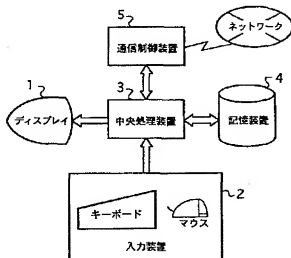 5
通信制御装置
ネットワーク
1
ディスプレイ
3
中央処理装置
4
記憶装置
2
キーボード
マウス
入力装置